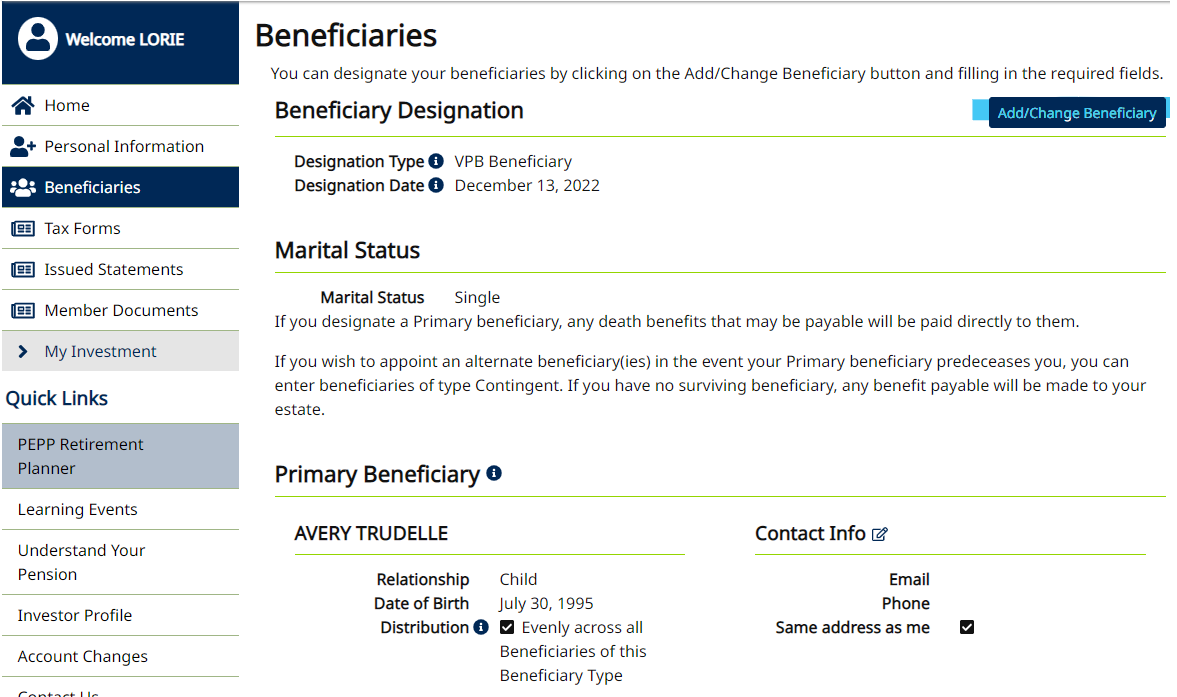 Welcome LORIE
Home
Personal Information
Beneficiaries
Tax Forms
Issued Statements
Member Documents
My Investment
Quick Links
PEPP Retirement
Planner
Learning Events
Understand Your
Pension
Investor Profile
Account Changes
Contact Us
Beneficiaries
You can designate your beneficiaries by clicking on the Add/Change Beneficiary button and filling in the required fields.
Beneficiary Designation
Add/Change Beneficiary
Designation Type VPB Beneficiary
Designation Date December 13, 2022
Marital Status
Marital Status Single
If you designate a Primary beneficiary, any death benefits that may be payable will be paid directly to them.
If you wish to appoint an alternate beneficiary(ies) in the event your Primary beneficiary predeceases you, you can
enter beneficiaries of type Contingent. If you have no surviving beneficiary, any benefit payable will be made to your
estate.
Primary Beneficiary
AVERY TRUDELLE
Relationship Child
Date of Birth July 30, 1995
Distribution Evenly across all
Beneficiaries of this
Beneficiary Type
Contact Info
Email
Phone
Same address as me